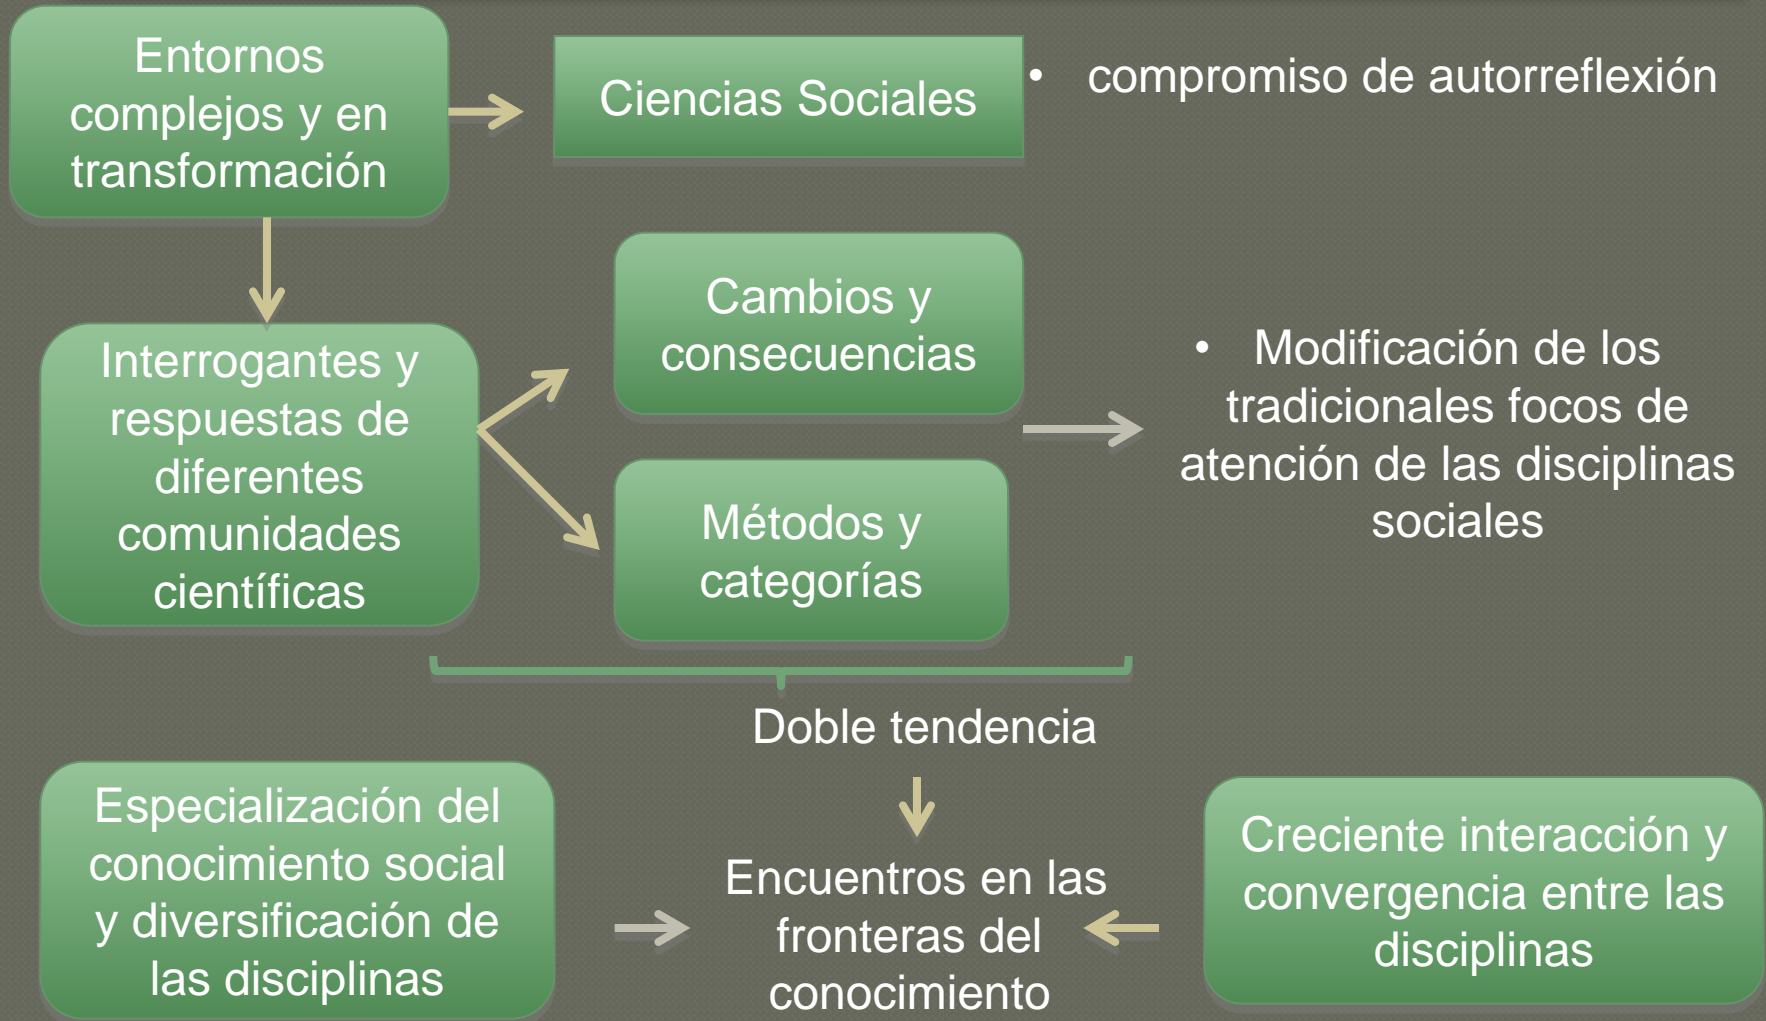 Entornos
complejos y en
transformación
Ciencias Sociales
• compromiso de autorreflexión
Interrogantes y
respuestas de
diferentes
comunidades
científicas
Cambios y
consecuencias
Métodos y
categorías
• Modificación de los
tradicionales focos de
atención de las disciplinas
sociales
Doble tendencia
Especialización del
conocimiento social
y diversificación de
las disciplinas
Encuentros en las
fronteras del
conocimiento
Creciente interacción y
convergencia entre las
disciplinas